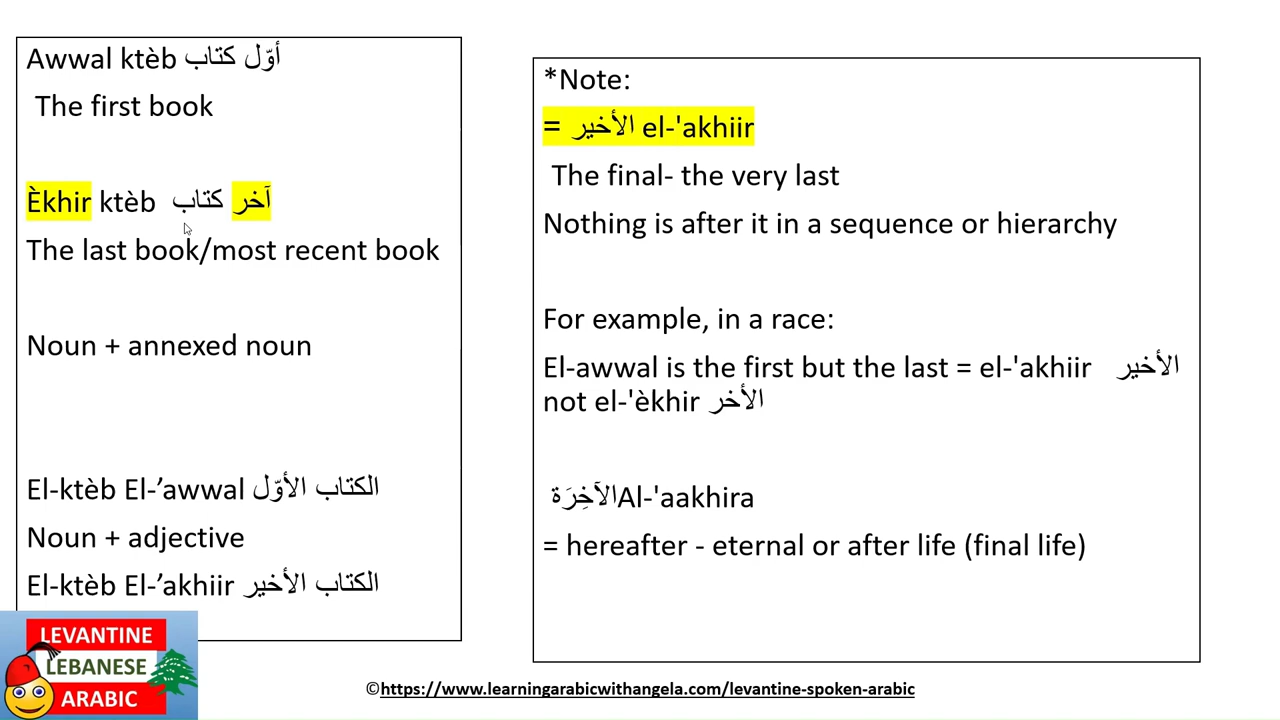 Awwal ktèb أوّل كتاب
The first book
Èkhir ktèb آخر كتاب
The last book/most recent book
Noun + annexed noun
El-ktèb El-’awwal الكتاب الأوّل
Noun + adjective
El-ktèb El-’akhiir الكتاب الأخير
*Note:
= الأخير el-'akhiir
The final- the very last
Nothing is after it in a sequence or hierarchy
For example, in a race:
El-awwal is the first but the last = el-'akhiir الأخير
not el-'èkhir الأخر
الآخِرَة Al-'aakhira
= hereafter - eternal or after life (final life)
LEVANTINE
LEBANESE
ARABIC
©https://www.learningarabicwithangela.com/levantine-spoken-arabic